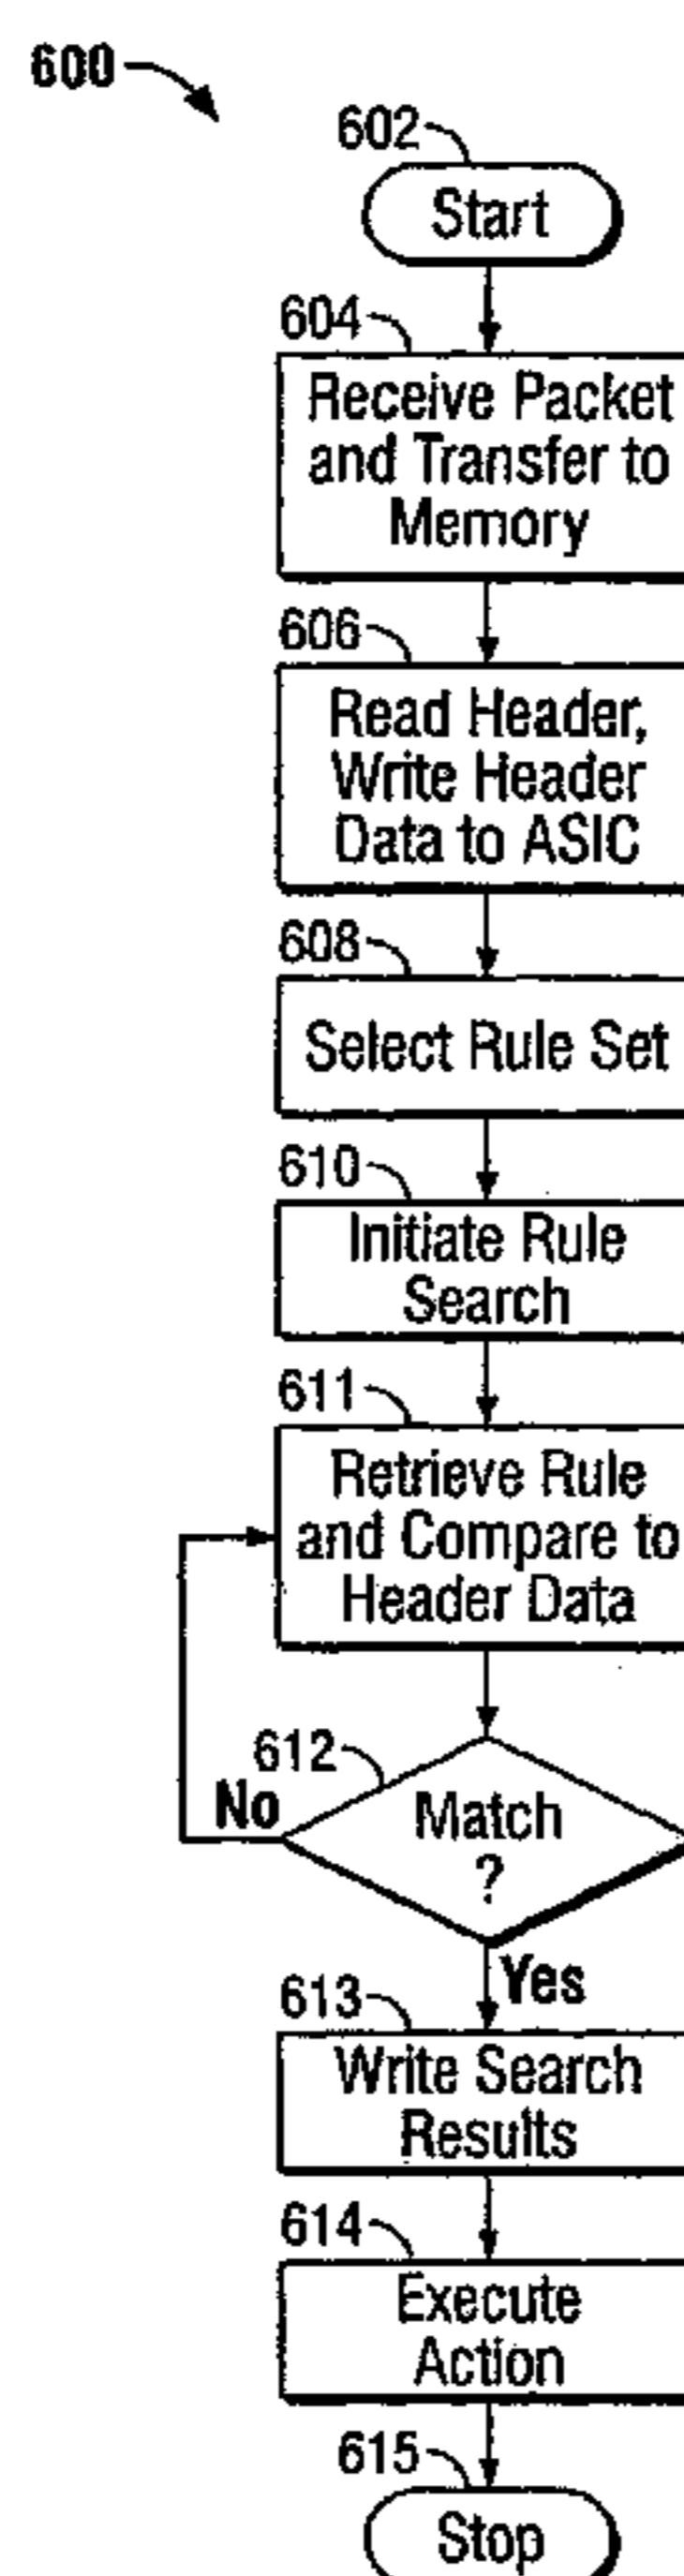 600
602
Start
604
Receive Packet
and Transfer to
Memory
606
Read Header,
Write Header
Data to ASIC
608
Select Rule Set
610
Initiate Rule
Search
611
Retrieve Rule
and Compare to
Header Data
612
No
Match
?
Yes
613
Write Search
Results
614
Execute
Action
615
Stop